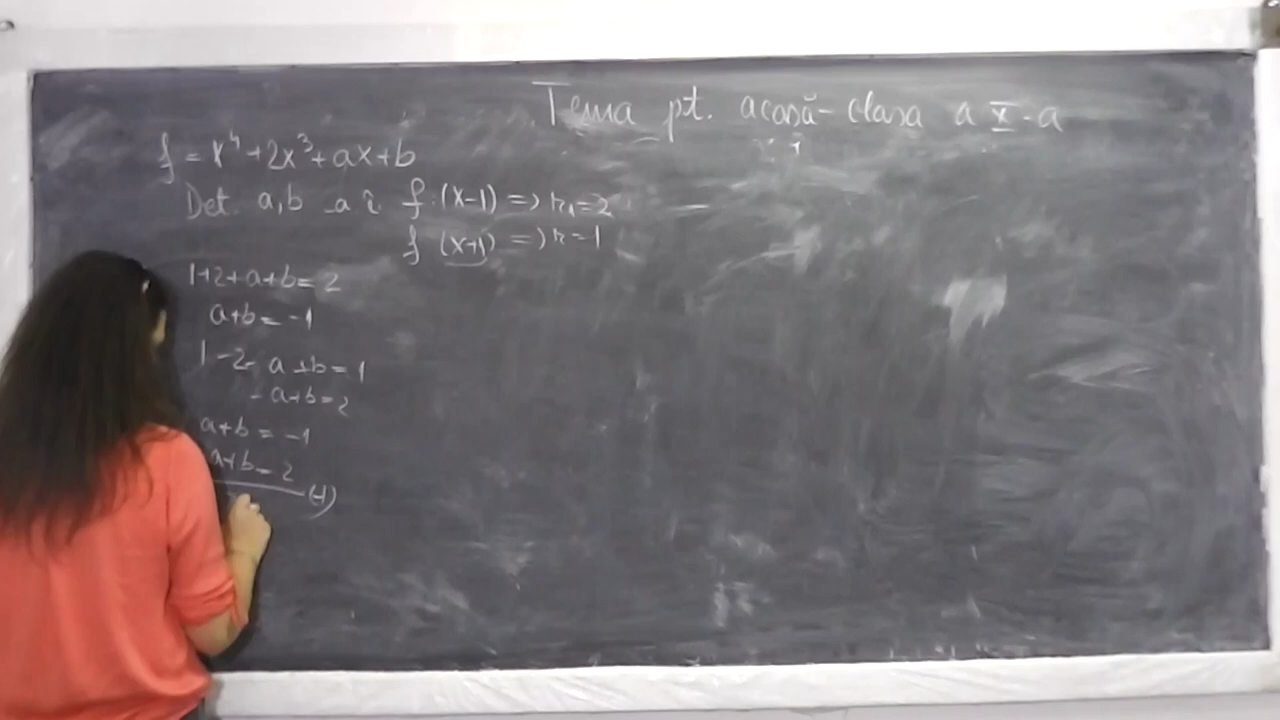 Tema pt. acasă - clasa a X-a
f = x⁴ + 2x³ + ax + b
Det. a, b a î f : (x-1) => r₁ = 2
f (x+1) => r = 1
1+2+a+b = 2
a+b = -1
1-2-a+b = 1
-a+b = 2
a+b = -1
a+b = 2
(+)